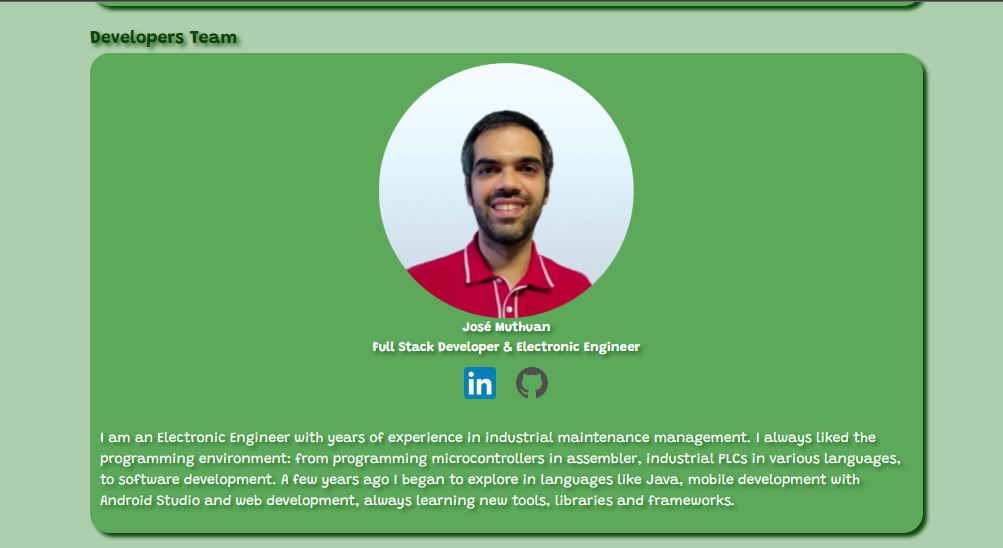 Developers Team
José Muthuan
Full Stack Developer & Electronic Engineer
in
I am an Electronic Engineer with years of experience in industrial maintenance management. I always liked the
programming environment: from programming microcontrollers in assembler, industrial PLCs in various languages,
to software development. A few years ago I began to explore in languages like Java, mobile development with
Android Studio and web development, always learning new tools, libraries and frameworks.